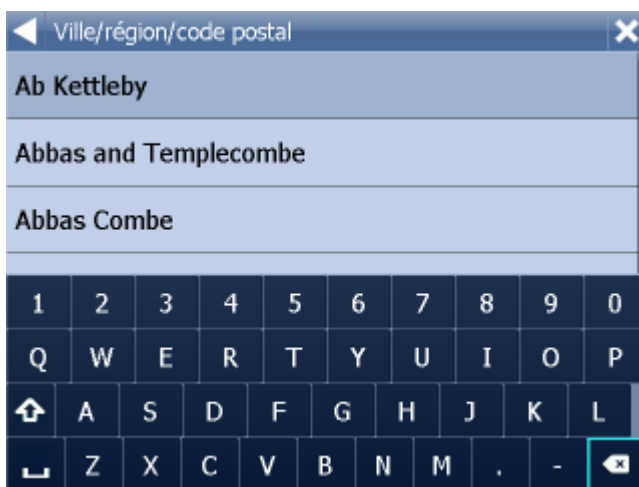 Ville/région/code postal
Ab Kettleby
Abbas and Templecombe
Abbas Combe
1 2 3 4 5 6 7 8 9 0
Q W E R T Y U I O P
A S D F G H J K L
Z X C V B N M . -